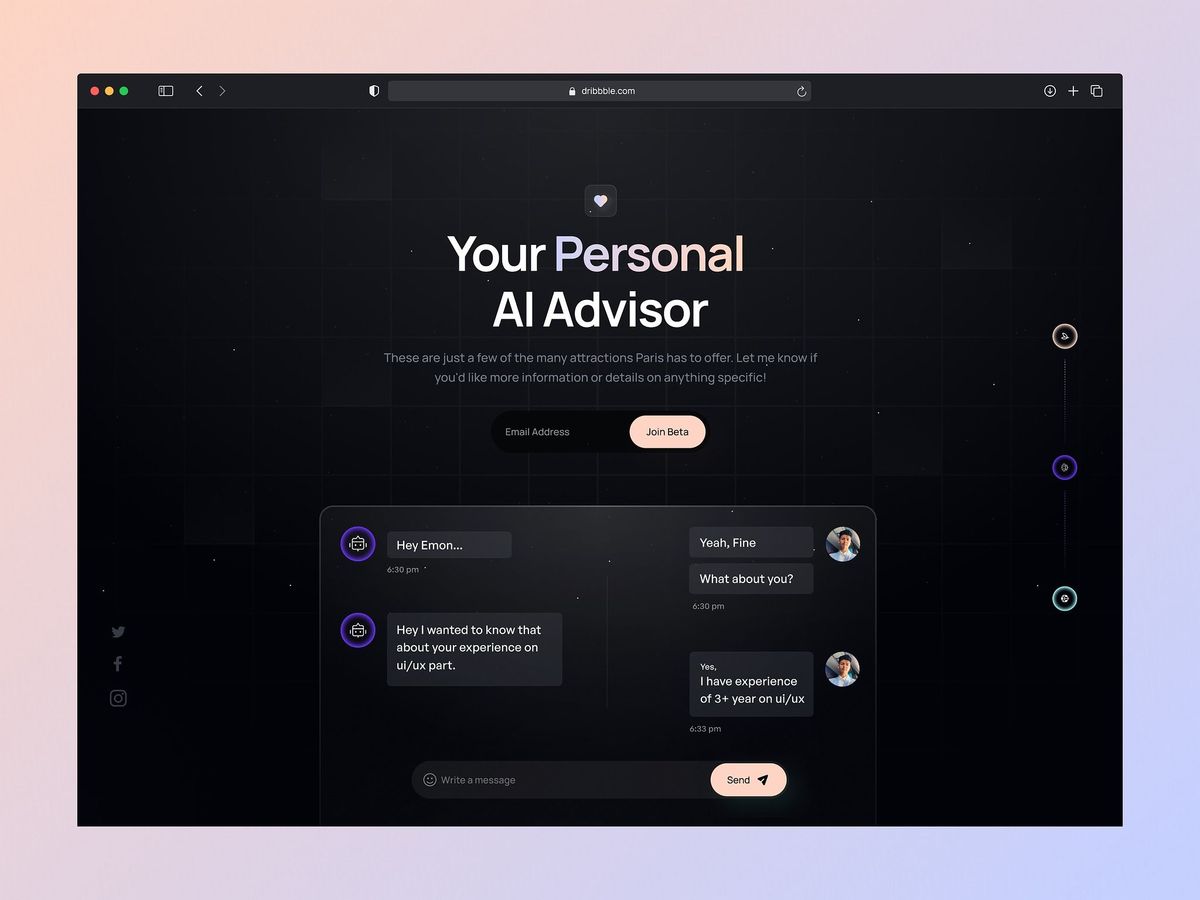 dribbble.com
Your Personal
AI Advisor
These are just a few of the many attractions Paris has to offer. Let me know if
you'd like more information or details on anything specific!
Email Address
Join Beta
Hey Emon...
6:30 pm
Yeah, Fine
What about you?
6:30 pm
Hey I wanted to know that
about your experience on
ui/ux part.
Yes,
I have experience
of 3+ year on ui/ux
6:33 pm
Write a message
Send